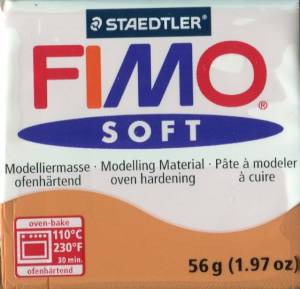 STAEDTLER
FIMO®
SOFT
Modelliermasse · Modelling Material · Pâte à modeler
ofenhärtend oven hardening à cuire
oven-bake
110°C
230°F
30 min.
ofenhärtend
56 g (1.97 oz)